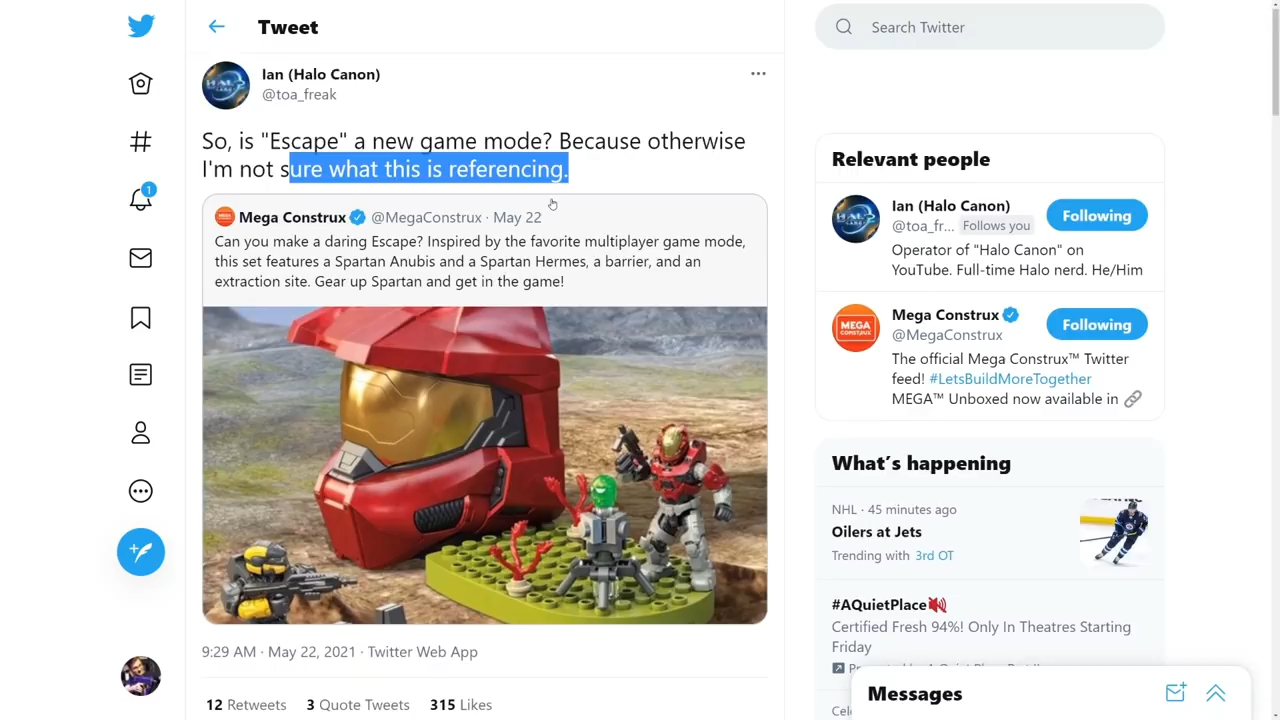 Tweet
Search Twitter
Ian (Halo Canon)
@toa_freak
So, is "Escape" a new game mode? Because otherwise
I'm not sure what this is referencing.
Mega Construx @MegaConstrux · May 22
Can you make a daring Escape? Inspired by the favorite multiplayer game mode,
this set features a Spartan Anubis and a Spartan Hermes, a barrier, and an
extraction site. Gear up Spartan and get in the game!
9:29 AM · May 22, 2021 · Twitter Web App
12 Retweets 3 Quote Tweets 315 Likes
1
Relevant people
Ian (Halo Canon)
@toa_fr... Follows you
Following
Operator of "Halo Canon" on
YouTube. Full-time Halo nerd. He/Him
MEGA
CONSTRUX
Mega Construx
@MegaConstrux
Following
The official Mega Construx™ Twitter
feed! #LetsBuildMoreTogether
MEGA™ Unboxed now available in
What's happening
NHL · 45 minutes ago
Oilers at Jets
Trending with 3rd OT
#AQuietPlace
Certified Fresh 94%! Only In Theatres Starting
Friday
Messages